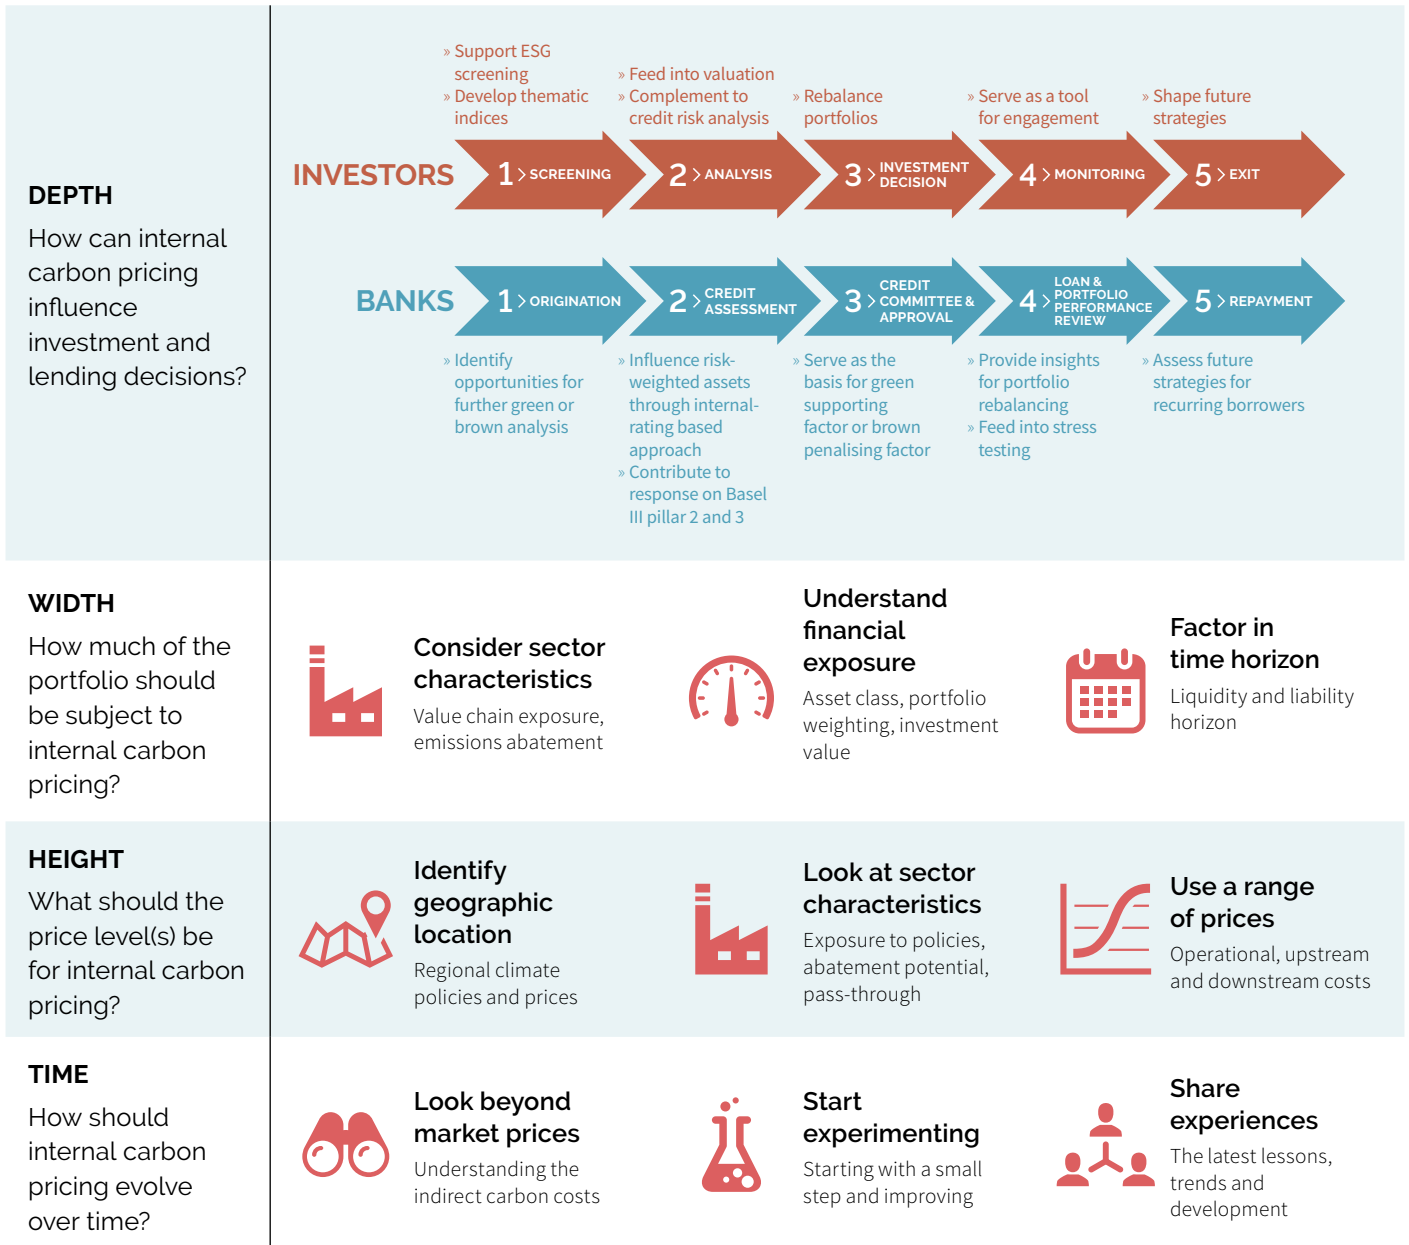 DEPTH
How can internal
carbon pricing
influence
investment and
lending decisions?
» Support ESG
screening
» Develop thematic
indices
» Feed into valuation
» Complement to
credit risk analysis
» Rebalance
portfolios
» Serve as a tool
for engagement
» Shape future
strategies
INVESTORS
1 > SCREENING
2 > ANALYSIS
3 > INVESTMENT
DECISION
4 > MONITORING
5 > EXIT
BANKS
1 > ORIGINATION
2 > CREDIT
ASSESSMENT
3 > CREDIT
COMMITTEE &
APPROVAL
4 > LOAN &
PORTFOLIO
PERFORMANCE
REVIEW
5 > REPAYMENT
» Identify
opportunities for
further green or
brown analysis
» Influence risk-
weighted assets
through internal-
rating based
approach
» Contribute to
response on Basel
III pillar 2 and 3
» Serve as the
basis for green
supporting
factor or brown
penalising factor
» Provide insights
for portfolio
rebalancing
» Feed into stress
testing
» Assess future
strategies for
recurring borrowers
WIDTH
How much of the
portfolio should
be subject to
internal carbon
pricing?
Consider sector
characteristics
Value chain exposure,
emissions abatement
Understand
financial
exposure
Asset class, portfolio
weighting, investment
value
Factor in
time horizon
Liquidity and liability
horizon
HEIGHT
What should the
price level(s) be
for internal carbon
pricing?
Identify
geographic
location
Regional climate
policies and prices
Look at sector
characteristics
Exposure to policies,
abatement potential,
pass-through
Use a range
of prices
Operational, upstream
and downstream costs
TIME
How should
internal carbon
pricing evolve
over time?
Look beyond
market prices
Understanding the
indirect carbon costs
Start
experimenting
Starting with a small
step and improving
Share
experiences
The latest lessons,
trends and
development